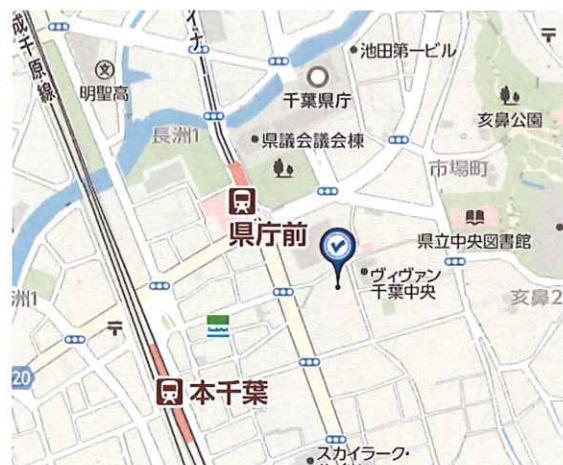 成千原線
イナ
池田第一ビル
明聖高
千葉県庁
亥鼻公園
長洲1
県議会議会棟
市場町
県庁前
県立中央図書館
ヴィヴァン
千葉中央
洲1
亥鼻2
20
本千葉
スカイラーク・